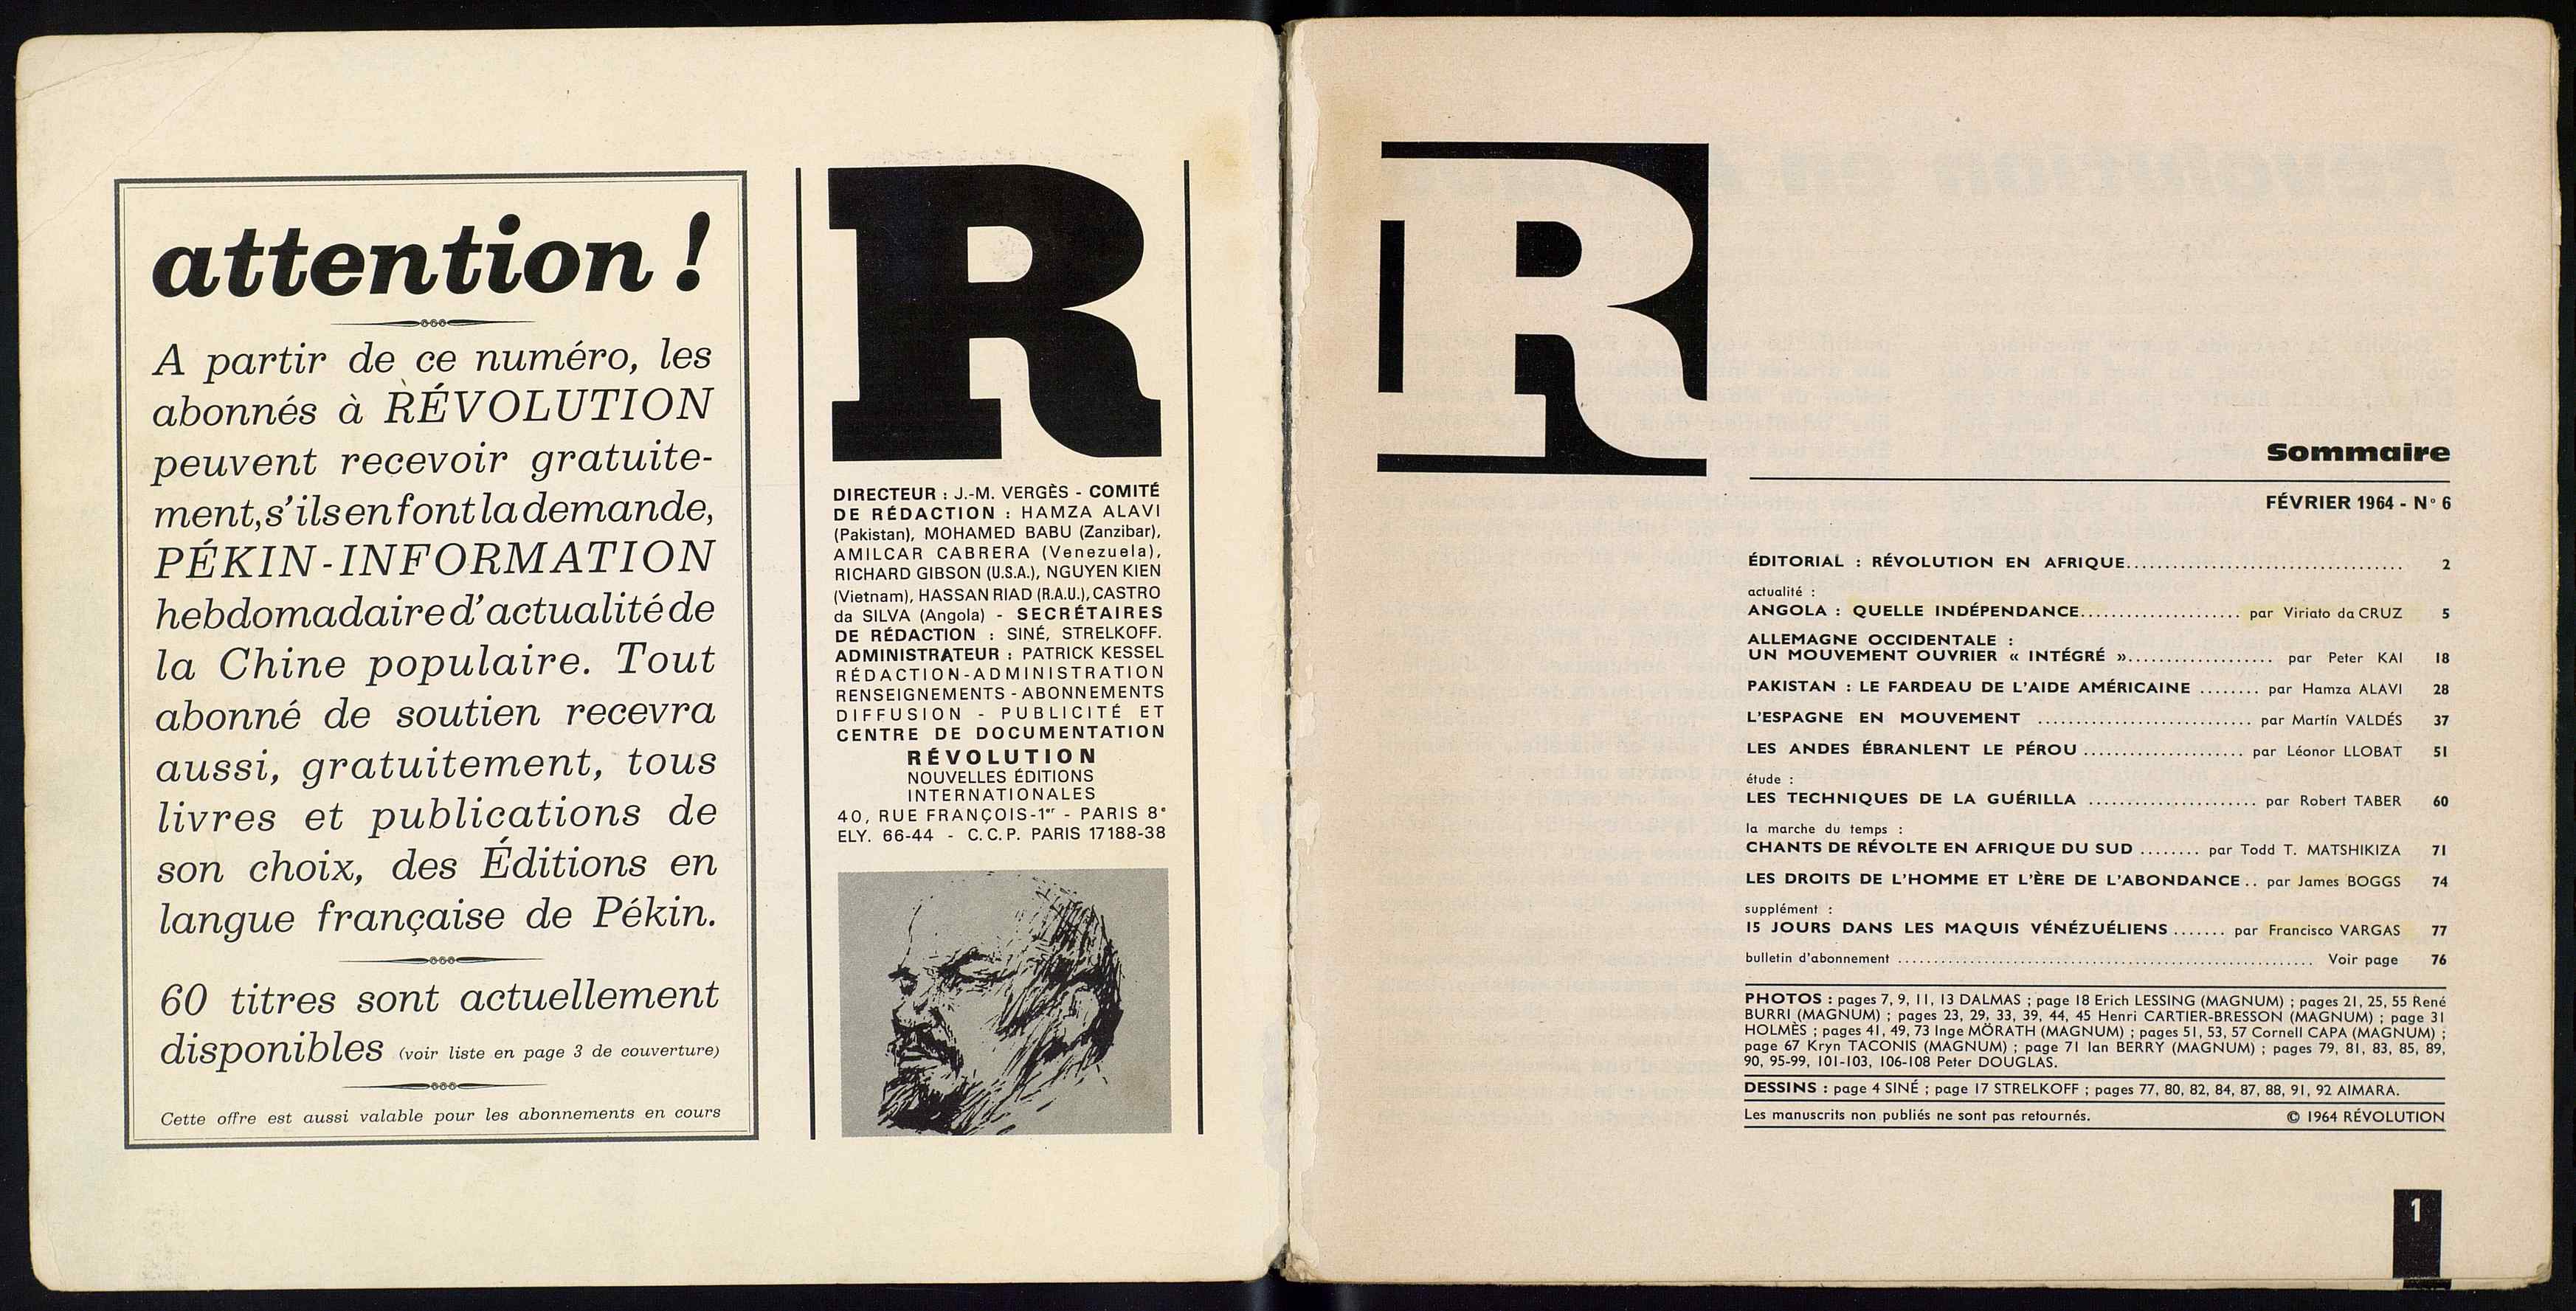 attention !
A partir de ce numéro, les
abonnés à RÉVOLUTION
peuvent recevoir gratuite-
ment, s'ils en font la demande,
PÉKIN-INFORMATION
hebdomadaire d'actualité de
la Chine populaire. Tout
abonné de soutien recevra
aussi, gratuitement, tous
livres et publications de
son choix, des Éditions en
langue française de Pékin.
60 titres sont actuellement
disponibles (voir liste en page 3 de couverture)
Cette offre est aussi valable pour les abonnements en cours
R
DIRECTEUR : J.-M. VERGÈS - COMITÉ
DE RÉDACTION : HAMZA ALAVI
(Pakistan), MOHAMED BABU (Zanzibar),
AMILCAR CABRERA (Venezuela),
RICHARD GIBSON (U.S.A.), NGUYEN KIEN
(Vietnam), HASSAN RIAD (R.A.U.), CASTRO
da SILVA (Angola) - SECRÉTAIRES
DE RÉDACTION : SINÉ, STRELKOFF.
ADMINISTRATEUR : PATRICK KESSEL
RÉDACTION-ADMINISTRATION
RENSEIGNEMENTS - ABONNEMENTS
DIFFUSION - PUBLICITÉ ET
CENTRE DE DOCUMENTATION
RÉVOLUTION
NOUVELLES ÉDITIONS
INTERNATIONALES
40, RUE FRANÇOIS-1er - PARIS 8e
ELY. 66-44 - C.C.P. PARIS 17188-38
R
Sommaire
FÉVRIER 1964 - N° 6
ÉDITORIAL : RÉVOLUTION EN AFRIQUE.................................... 2
actualité :
ANGOLA : QUELLE INDÉPENDANCE..................... par Viriato da CRUZ 5
ALLEMAGNE OCCIDENTALE :
UN MOUVEMENT OUVRIER « INTÉGRÉ »................... par Peter KAI 18
PAKISTAN : LE FARDEAU DE L'AIDE AMÉRICAINE ........ par Hamza ALAVI 28
L'ESPAGNE EN MOUVEMENT ............................ par Martín VALDÉS 37
LES ANDES ÉBRANLENT LE PÉROU ..................... par Léonor LLOBAT 51
étude :
LES TECHNIQUES DE LA GUÉRILLA ...................... par Robert TABER 60
la marche du temps :
CHANTS DE RÉVOLTE EN AFRIQUE DU SUD ........ par Todd T. MATSHIKIZA 71
LES DROITS DE L'HOMME ET L'ÈRE DE L'ABONDANCE .. par James BOGGS 74
supplément :
15 JOURS DANS LES MAQUIS VÉNÉZUÉLIENS ....... par Francisco VARGAS 77
bulletin d'abonnement ........................................................ Voir page 76
PHOTOS : pages 7, 9, 11, 13 DALMAS ; page 18 Erich LESSING (MAGNUM) ; pages 21, 25, 55 René
BURRI (MAGNUM) ; pages 23, 29, 33, 39, 44, 45 Henri CARTIER-BRESSON (MAGNUM) ; page 31
HOLMÈS ; pages 41, 49, 73 Inge MÖRATH (MAGNUM) ; pages 51, 53, 57 Cornell CAPA (MAGNUM) ;
page 67 Kryn TACONIS (MAGNUM) ; page 71 Ian BERRY (MAGNUM) ; pages 79, 81, 83, 85, 89,
90, 95-99, 101-103, 106-108 Peter DOUGLAS.
DESSINS : page 4 SINÉ ; page 17 STRELKOFF ; pages 77, 80, 82, 84, 87, 88, 91, 92 AIMARA.
Les manuscrits non publiés ne sont pas retournés. © 1964 RÉVOLUTION
1